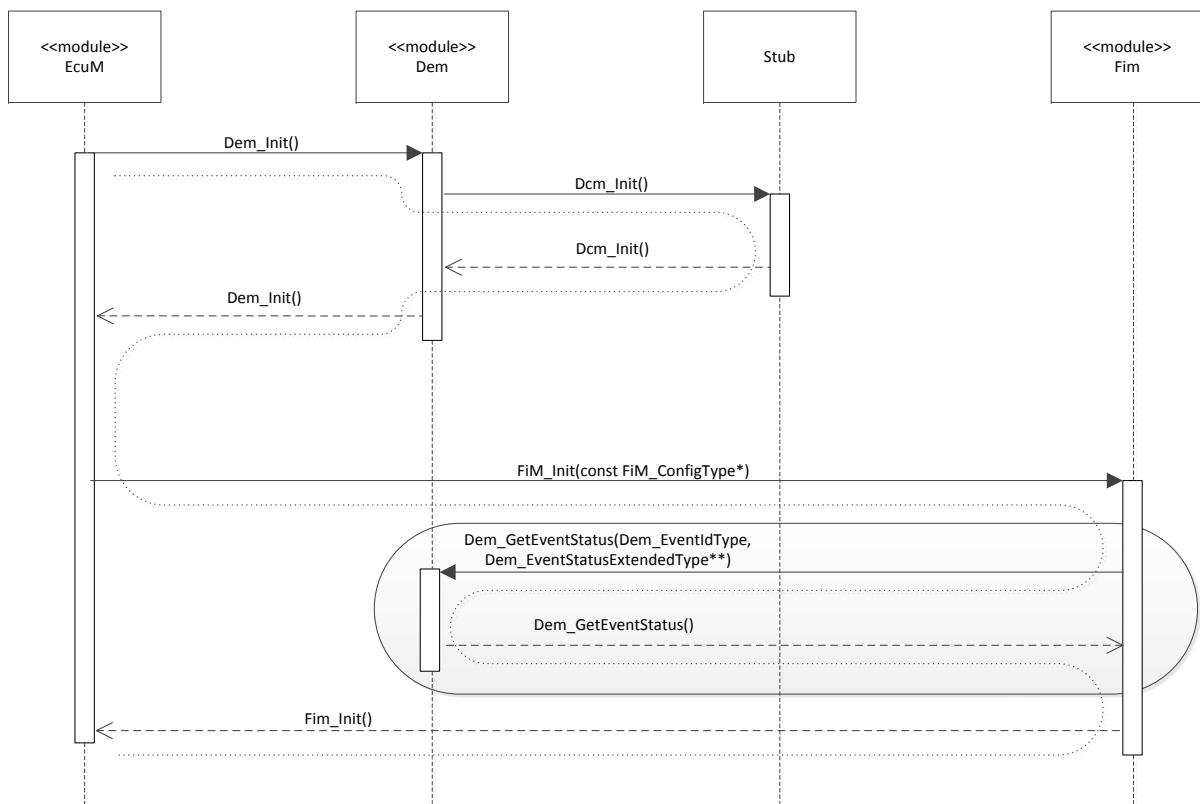 <<module>>
EcuM
<<module>>
Dem
Stub
<<module>>
Fim
Dem_Init()
Dcm_Init()
Dcm_Init()
Dem_Init()
FiM_Init(const FiM_ConfigType*)
Dem_GetEventStatus(Dem_EventIdType,
Dem_EventStatusExtendedType**)
Dem_GetEventStatus()
Fim_Init()